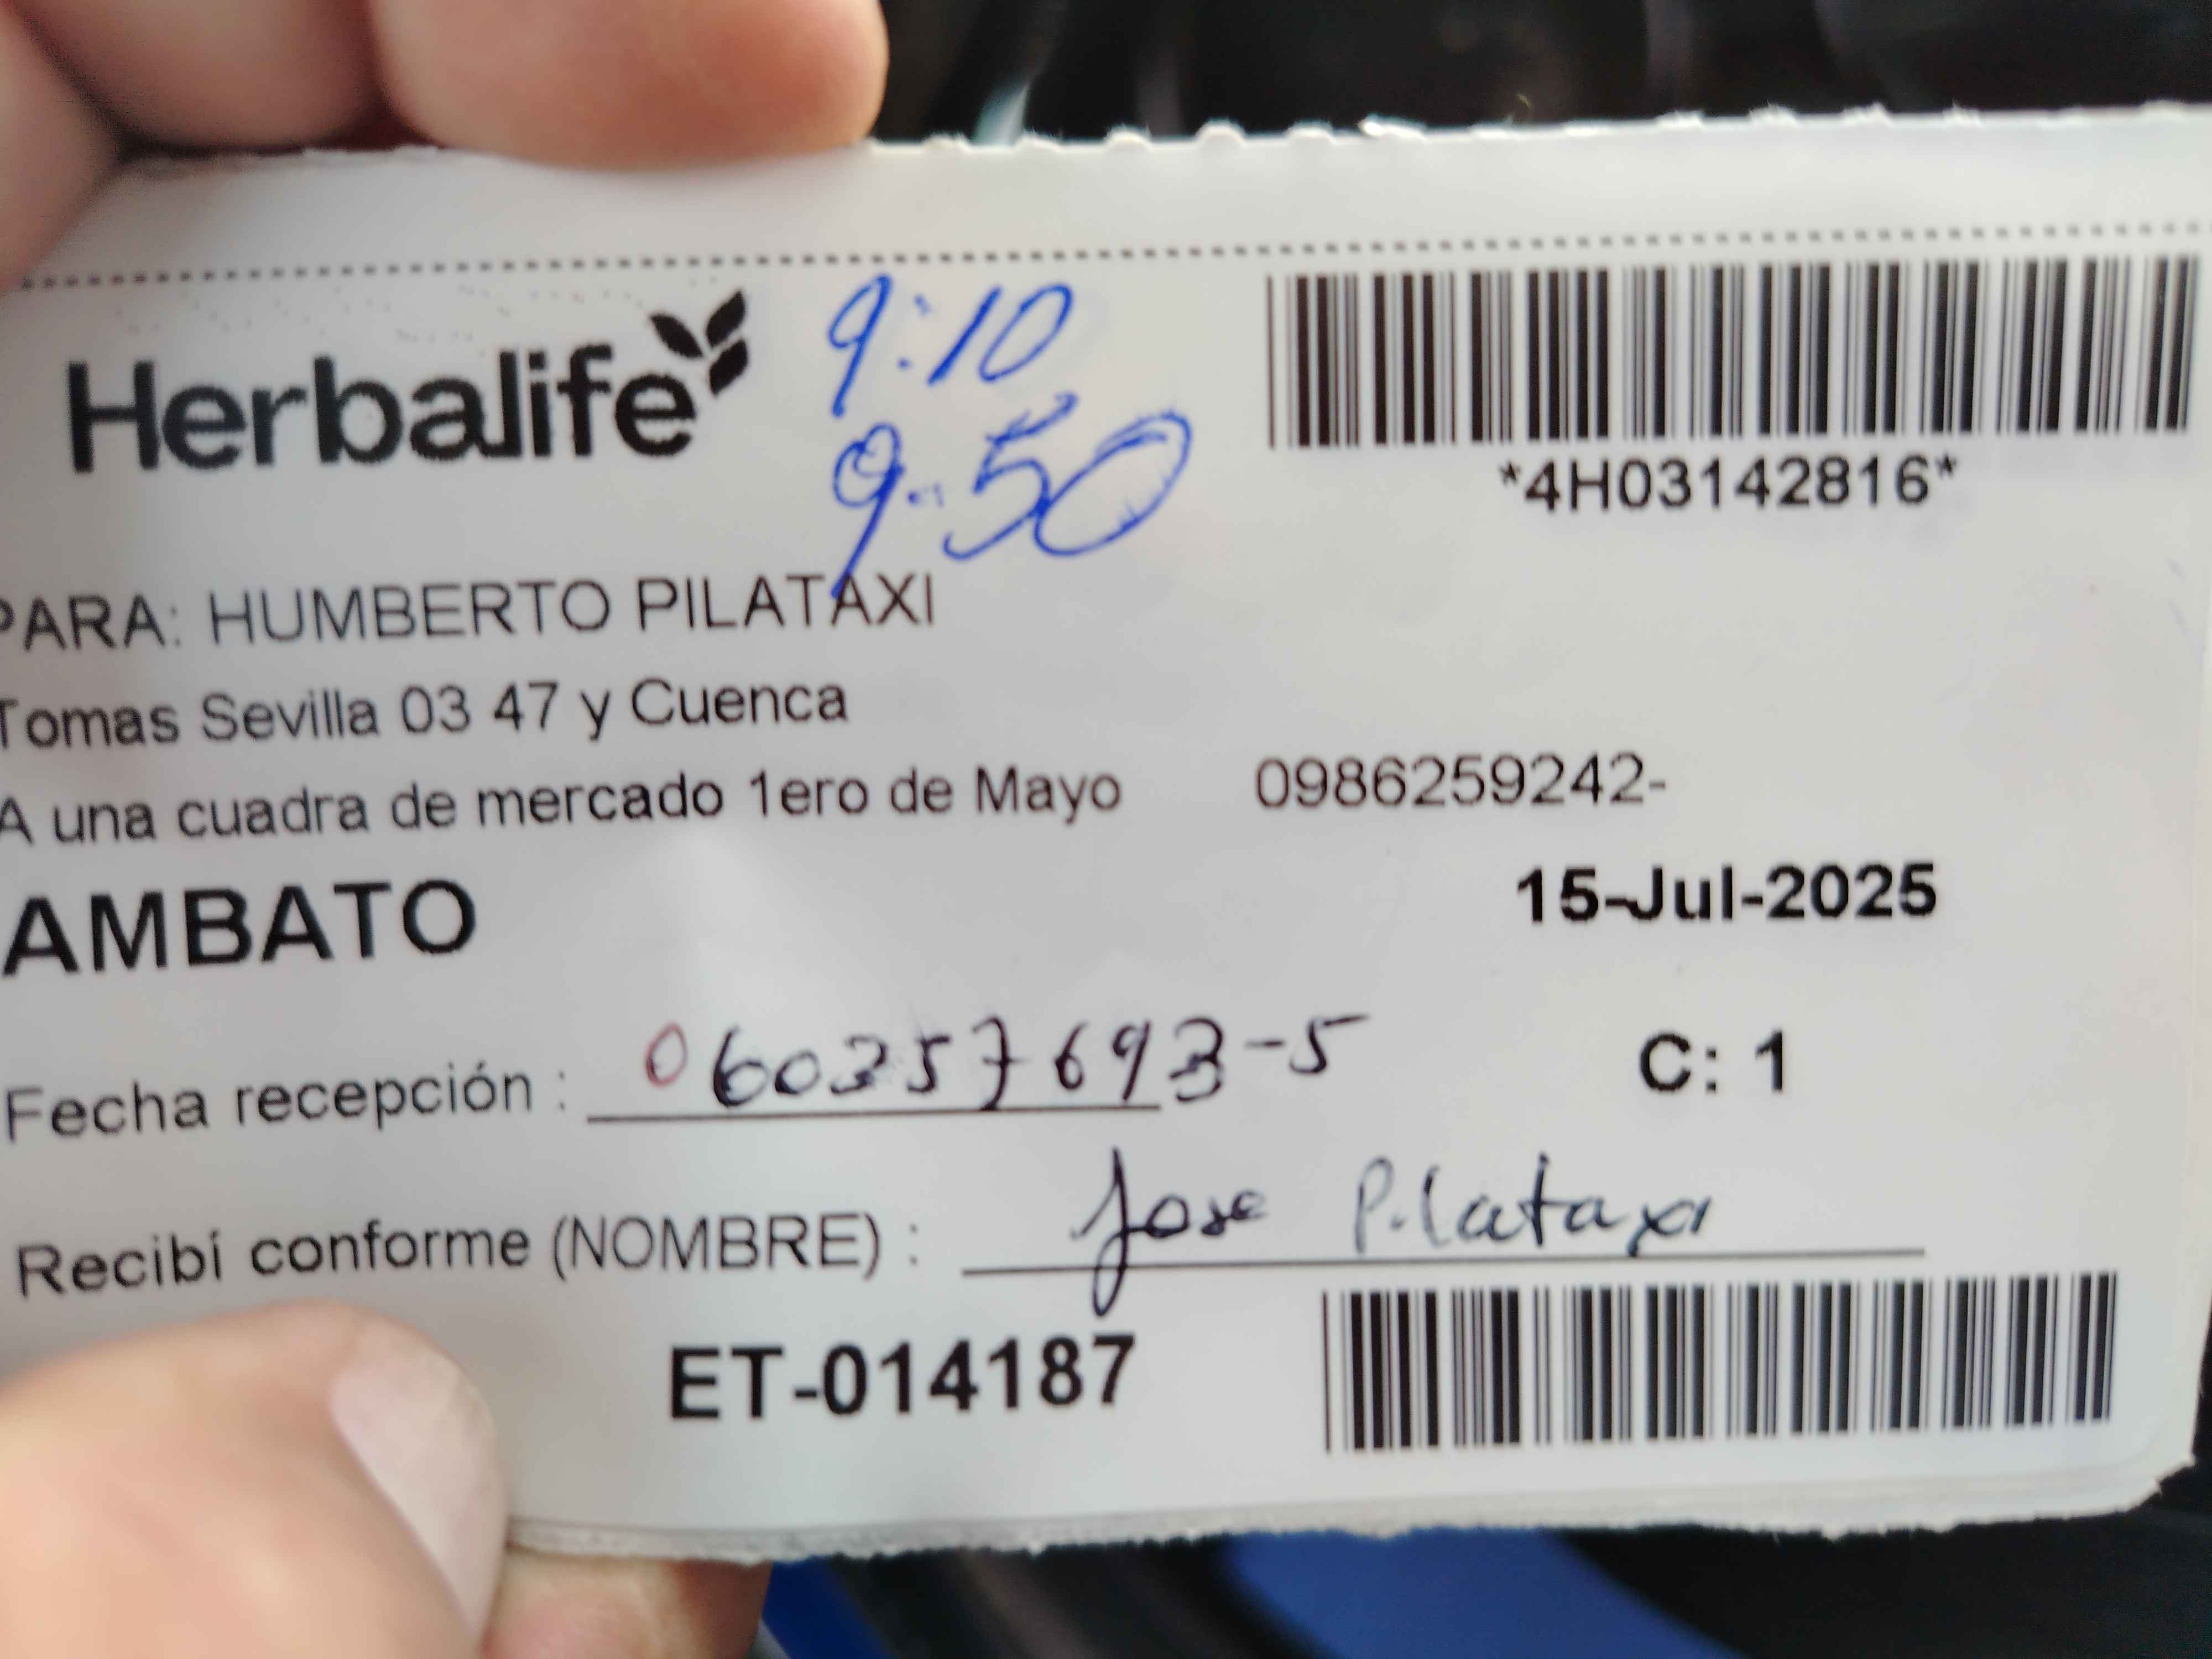 Herbalife
9:10
9:50
*4H03142816*
PARA: HUMBERTO PILATAXI
Tomas Sevilla 03 47 y Cuenca
A una cuadra de mercado 1ero de Mayo 0986259242-
AMBATO 15-Jul-2025
Fecha recepción : 060357693-5 C: 1
Recibí conforme (NOMBRE) : Jose Pilataxi
ET-014187